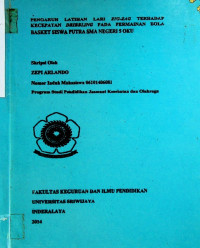 PENGARUH LATIHAN LARI ZIG-ZAG TERHADAP
KECEPATAN DRIBBLING PADA PERMAINAN BOLA
BASKET SISWA PUTRA SMA NEGERI 5 OKU
Skripsi Oleh
ZEPI ARLANDO
Nomor Induk Mahasiswa
Program Studi Pendidikan Jasmani Kesehatan dan Olahraga
FAKULTAS KEGURUAN DAN ILMU PENDIDIKAN
UNIVERSITAS SRIWIJAYA
INDERALAYA
2014